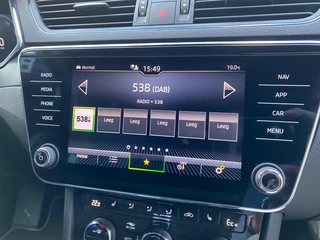 Normal 15:49 19.0°C
RADIO
MEDIA
PHONE
VOICE
538 (DAB)
RADIO • 538
538
Leeg Leeg Leeg Leeg Leeg
NAV
APP
CAR
MENU